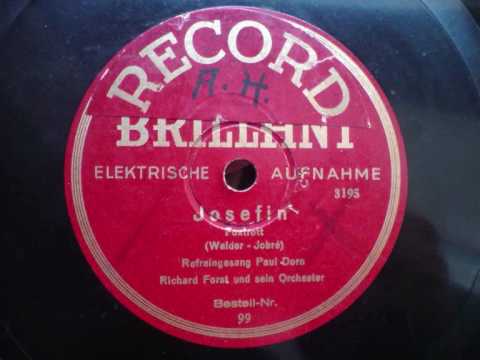 RECORD
A. H.
BRILLANT
ELEKTRISCHE AUFNAHME
3195
Josefin'
Foxtrott
(Welder - Jobré)
Refraingesang Paul Dorn
Richard Forst und sein Orchester
Bestell-Nr.
99